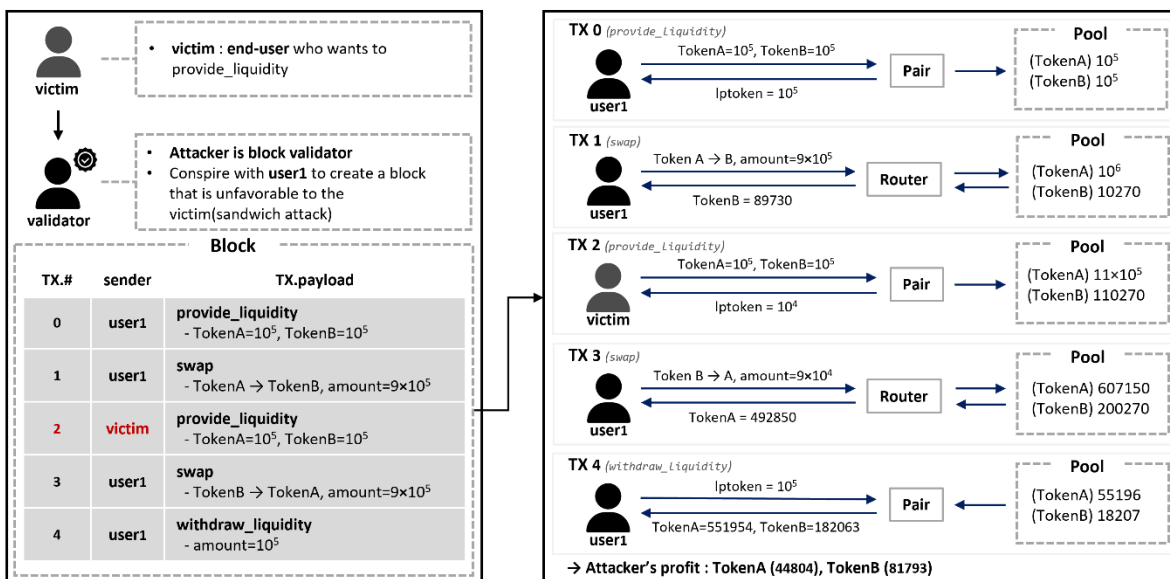 victim
• victim : end-user who wants to
provide_liquidity
validator
• Attacker is block validator
• Conspire with user1 to create a block
that is unfavorable to the
victim(sandwich attack)
Block
TX.# sender TX.payload
0 user1 provide_liquidity
- TokenA=10⁵, TokenB=10⁵
1 user1 swap
- TokenA → TokenB, amount=9×10⁵
2 victim provide_liquidity
- TokenA=10⁵, TokenB=10⁵
3 user1 swap
- TokenB → TokenA, amount=9×10⁵
4 user1 withdraw_liquidity
- amount=10⁵
TX 0 (provide_liquidity)
TokenA=10⁵, TokenB=10⁵
lptoken = 10⁵
user1
Pair
Pool
(TokenA) 10⁵
(TokenB) 10⁵
TX 1 (swap)
Token A → B, amount=9×10⁵
TokenB = 89730
user1
Router
Pool
(TokenA) 10⁶
(TokenB) 10270
TX 2 (provide_liquidity)
TokenA=10⁵, TokenB=10⁵
lptoken = 10⁴
victim
Pair
Pool
(TokenA) 11×10⁵
(TokenB) 110270
TX 3 (swap)
Token B → A, amount=9×10⁴
TokenA = 492850
user1
Router
Pool
(TokenA) 607150
(TokenB) 200270
TX 4 (withdraw_liquidity)
lptoken = 10⁵
TokenA=551954, TokenB=182063
user1
Pair
Pool
(TokenA) 55196
(TokenB) 18207
→ Attacker's profit : TokenA (44804), TokenB (81793)